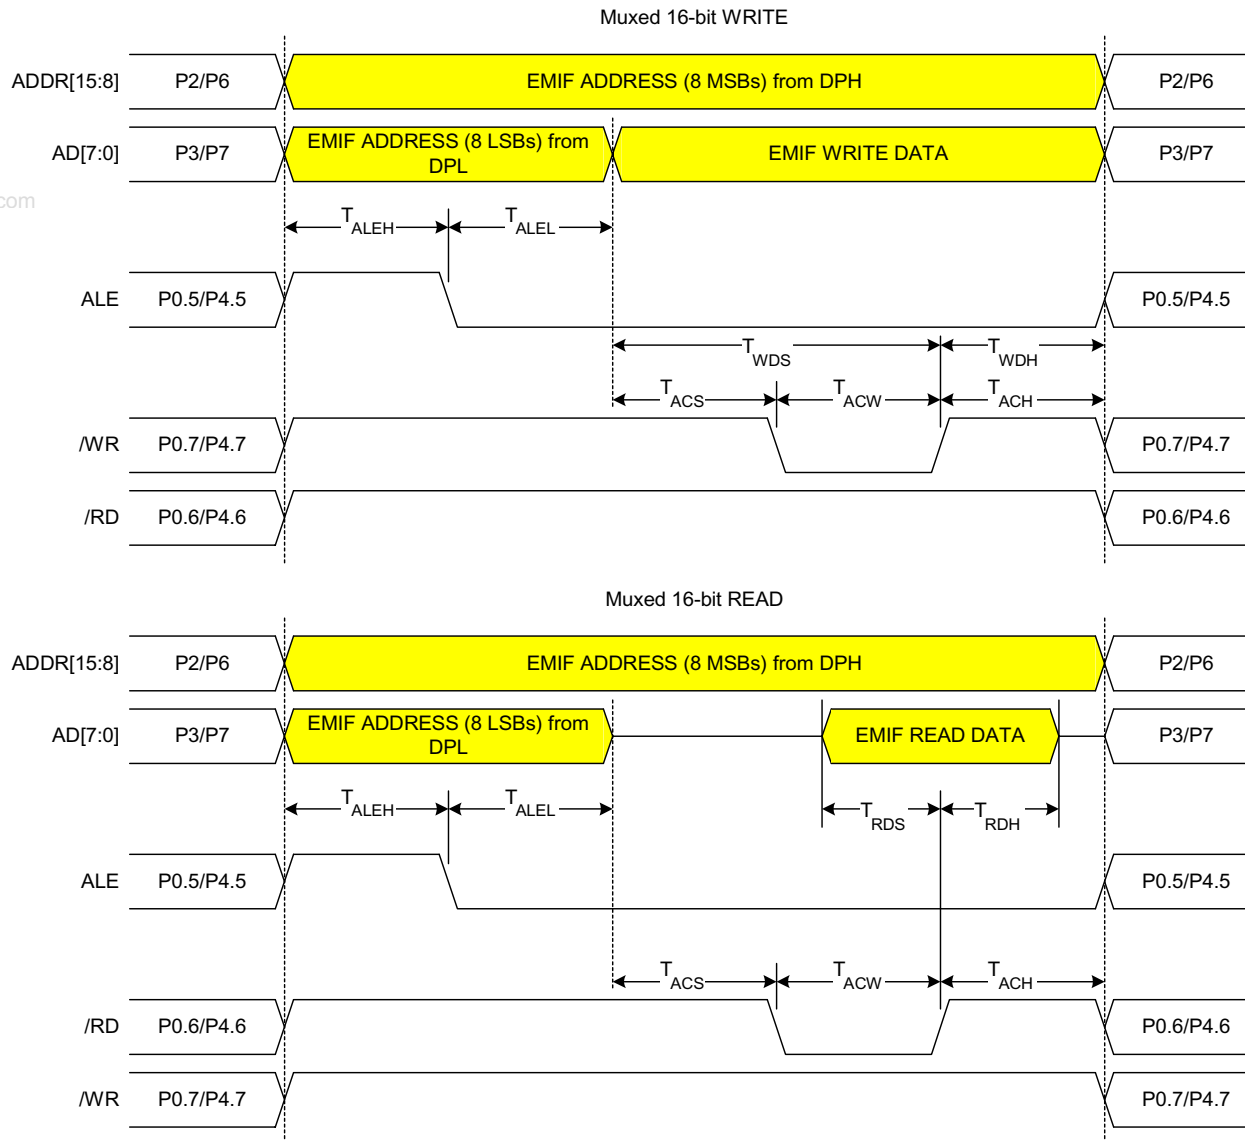 Muxed 16-bit WRITE
ADDR[15:8] P2/P6 EMIF ADDRESS (8 MSBs) from DPH P2/P6
AD[7:0] P3/P7 EMIF ADDRESS (8 LSBs) from DPL EMIF WRITE DATA P3/P7
com
TALEH TALEL
ALE P0.5/P4.5 P0.5/P4.5
TWDS TWDH
TACS TACW TACH
/WR P0.7/P4.7 P0.7/P4.7
/RD P0.6/P4.6 P0.6/P4.6
Muxed 16-bit READ
ADDR[15:8] P2/P6 EMIF ADDRESS (8 MSBs) from DPH P2/P6
AD[7:0] P3/P7 EMIF ADDRESS (8 LSBs) from DPL EMIF READ DATA P3/P7
TALEH TALEL TRDS TRDH
ALE P0.5/P4.5 P0.5/P4.5
TACS TACW TACH
/RD P0.6/P4.6 P0.6/P4.6
/WR P0.7/P4.7 P0.7/P4.7